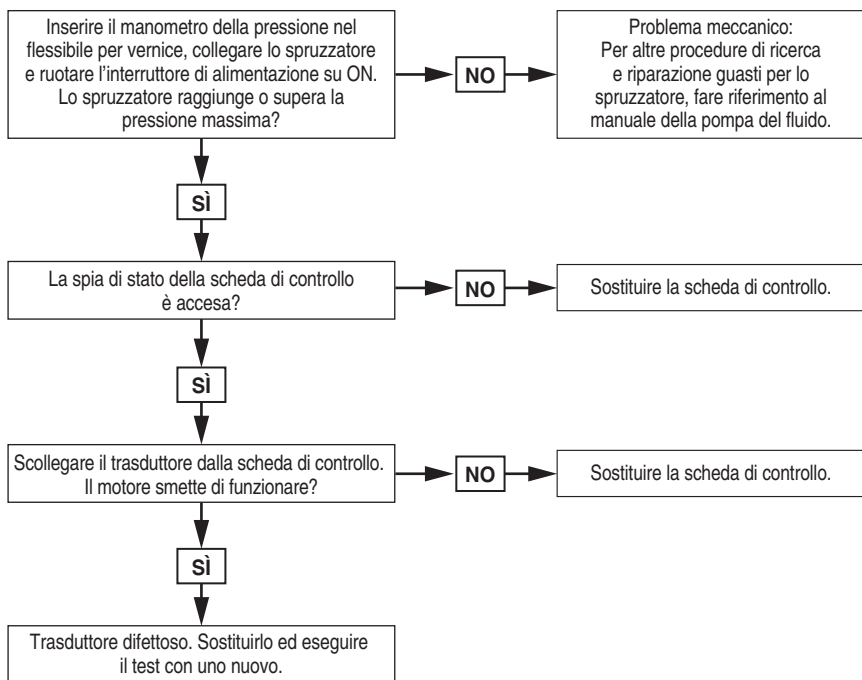 Inserire il manometro della pressione nel
flessibile per vernice, collegare lo spruzzatore
e ruotare l'interruttore di alimentazione su ON.
Lo spruzzatore raggiunge o supera la
pressione massima?
NO
Problema meccanico:
Per altre procedure di ricerca
e riparazione guasti per lo
spruzzatore, fare riferimento al
manuale della pompa del fluido.
SÌ
La spia di stato della scheda di controllo
è accesa?
NO
Sostituire la scheda di controllo.
SÌ
Scollegare il trasduttore dalla scheda di controllo.
Il motore smette di funzionare?
NO
Sostituire la scheda di controllo.
SÌ
Trasduttore difettoso. Sostituirlo ed eseguire
il test con uno nuovo.